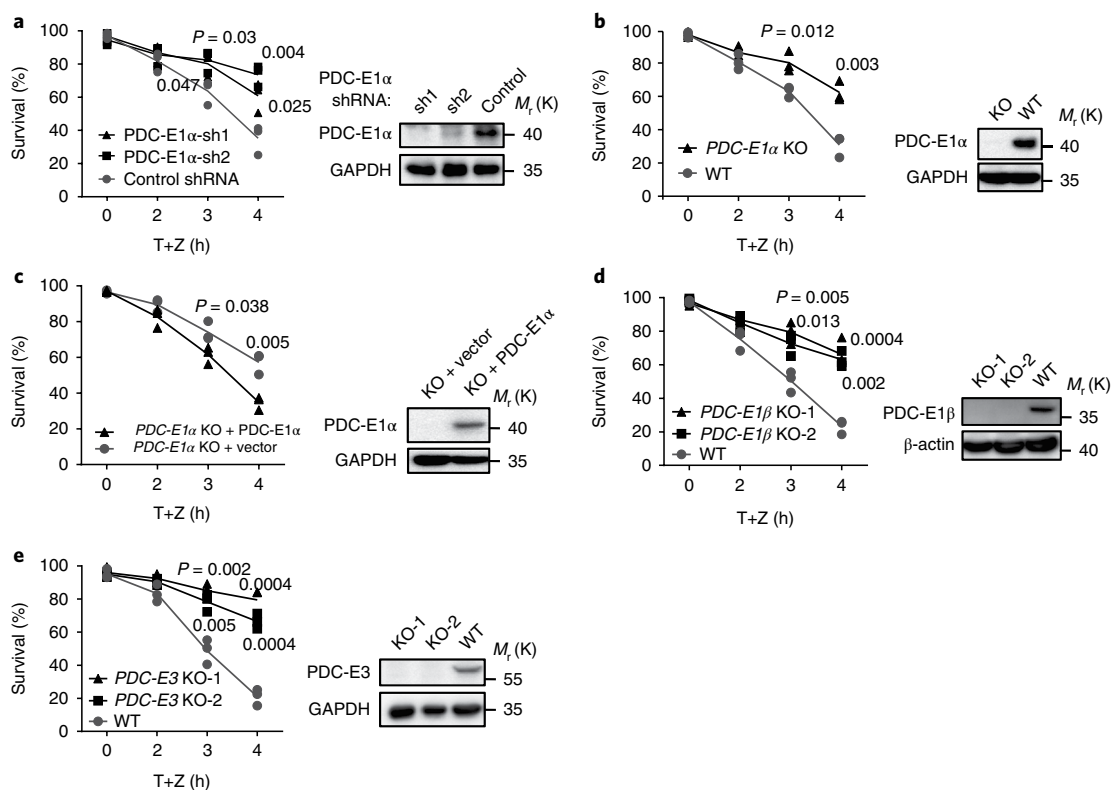 a
100
80
60
40
20
0
Survival (%)
P = 0.03
0.004
0.047
0.025
PDC-E1α-sh1
PDC-E1α-sh2
Control shRNA
0 2 3 4
T+Z (h)
PDC-E1α
shRNA:
sh1
sh2
Control
Mr (K)
PDC-E1α
40
GAPDH
35
b
100
80
60
40
20
0
Survival (%)
P = 0.012
0.003
PDC-E1α KO
WT
0 2 3 4
T+Z (h)
KO
WT
Mr (K)
PDC-E1α
40
GAPDH
35
c
100
80
60
40
20
0
Survival (%)
P = 0.038
0.005
PDC-E1α KO + PDC-E1α
PDC-E1α KO + vector
0 2 3 4
T+Z (h)
KO + vector
KO + PDC-E1α
Mr (K)
PDC-E1α
40
GAPDH
35
d
100
80
60
40
20
0
Survival (%)
P = 0.005
0.013
0.0004
0.002
PDC-E1β KO-1
PDC-E1β KO-2
WT
0 2 3 4
T+Z (h)
KO-1
KO-2
WT
Mr (K)
PDC-E1β
35
β-actin
40
e
100
80
60
40
20
0
Survival (%)
P = 0.002
0.0004
0.005
0.0004
PDC-E3 KO-1
PDC-E3 KO-2
WT
0 2 3 4
T+Z (h)
KO-1
KO-2
WT
Mr (K)
PDC-E3
55
GAPDH
35